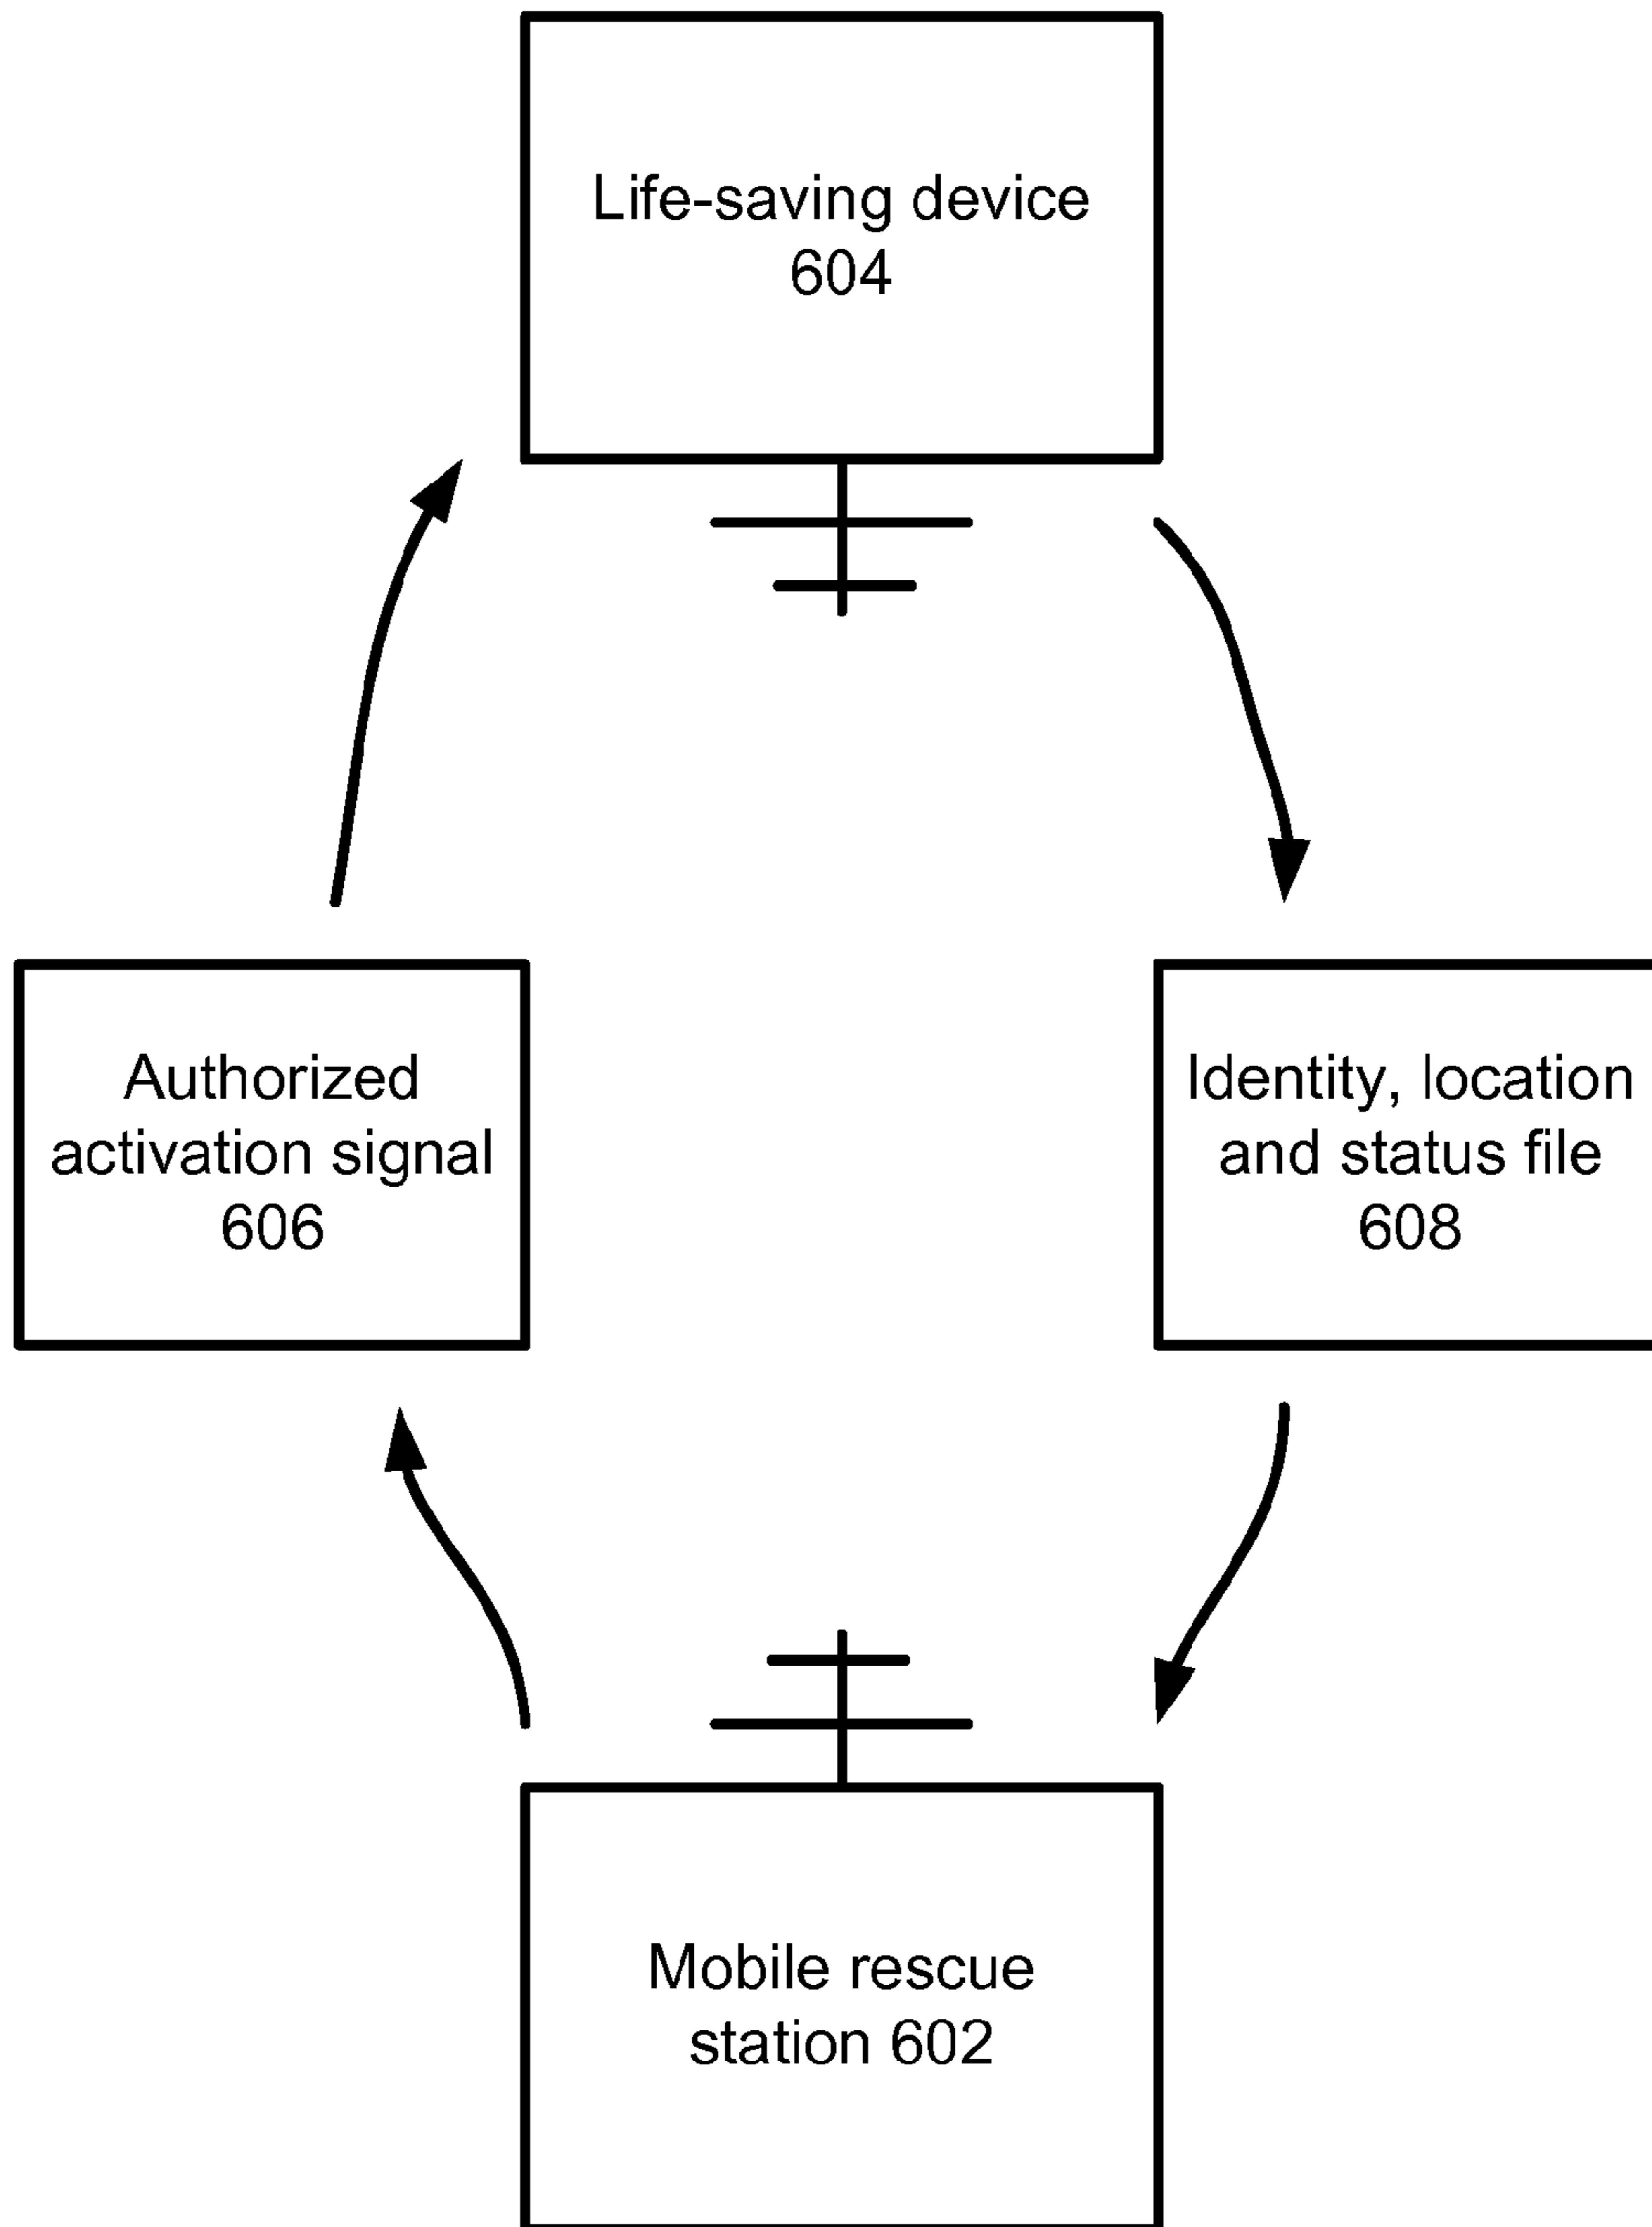 Life-saving device
604
Authorized
activation signal
606
Identity, location
and status file
608
Mobile rescue
station 602